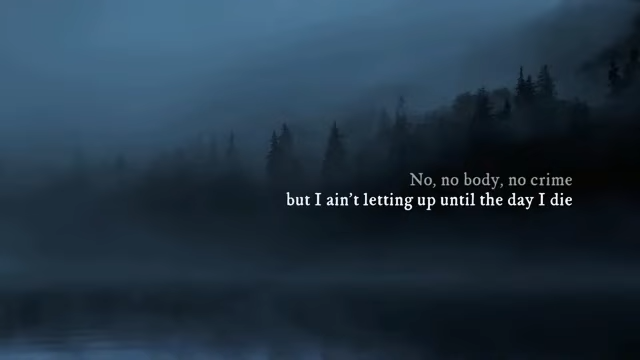 No, no body, no crime
but I ain't letting up until the day I die